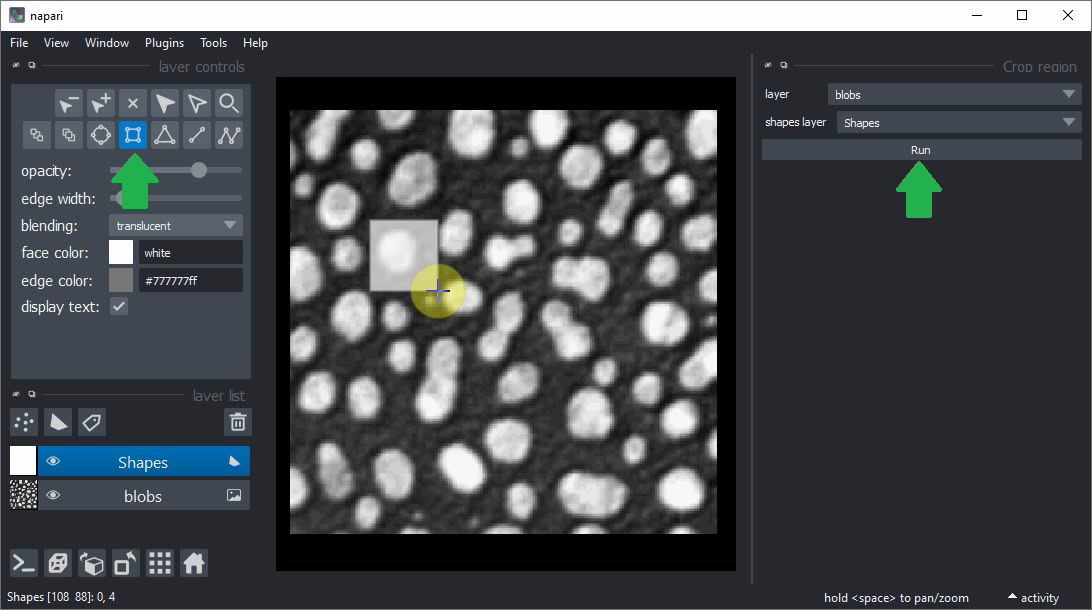 napari
File View Window Plugins Tools Help
layer controls
opacity:
edge width:
blending: translucent
face color: white
edge color: #777777ff
display text:
layer list
Shapes
blobs
Shapes [108 88]: 0, 4
Crop region
layer blobs
shapes layer Shapes
Run
hold <space> to pan/zoom
activity